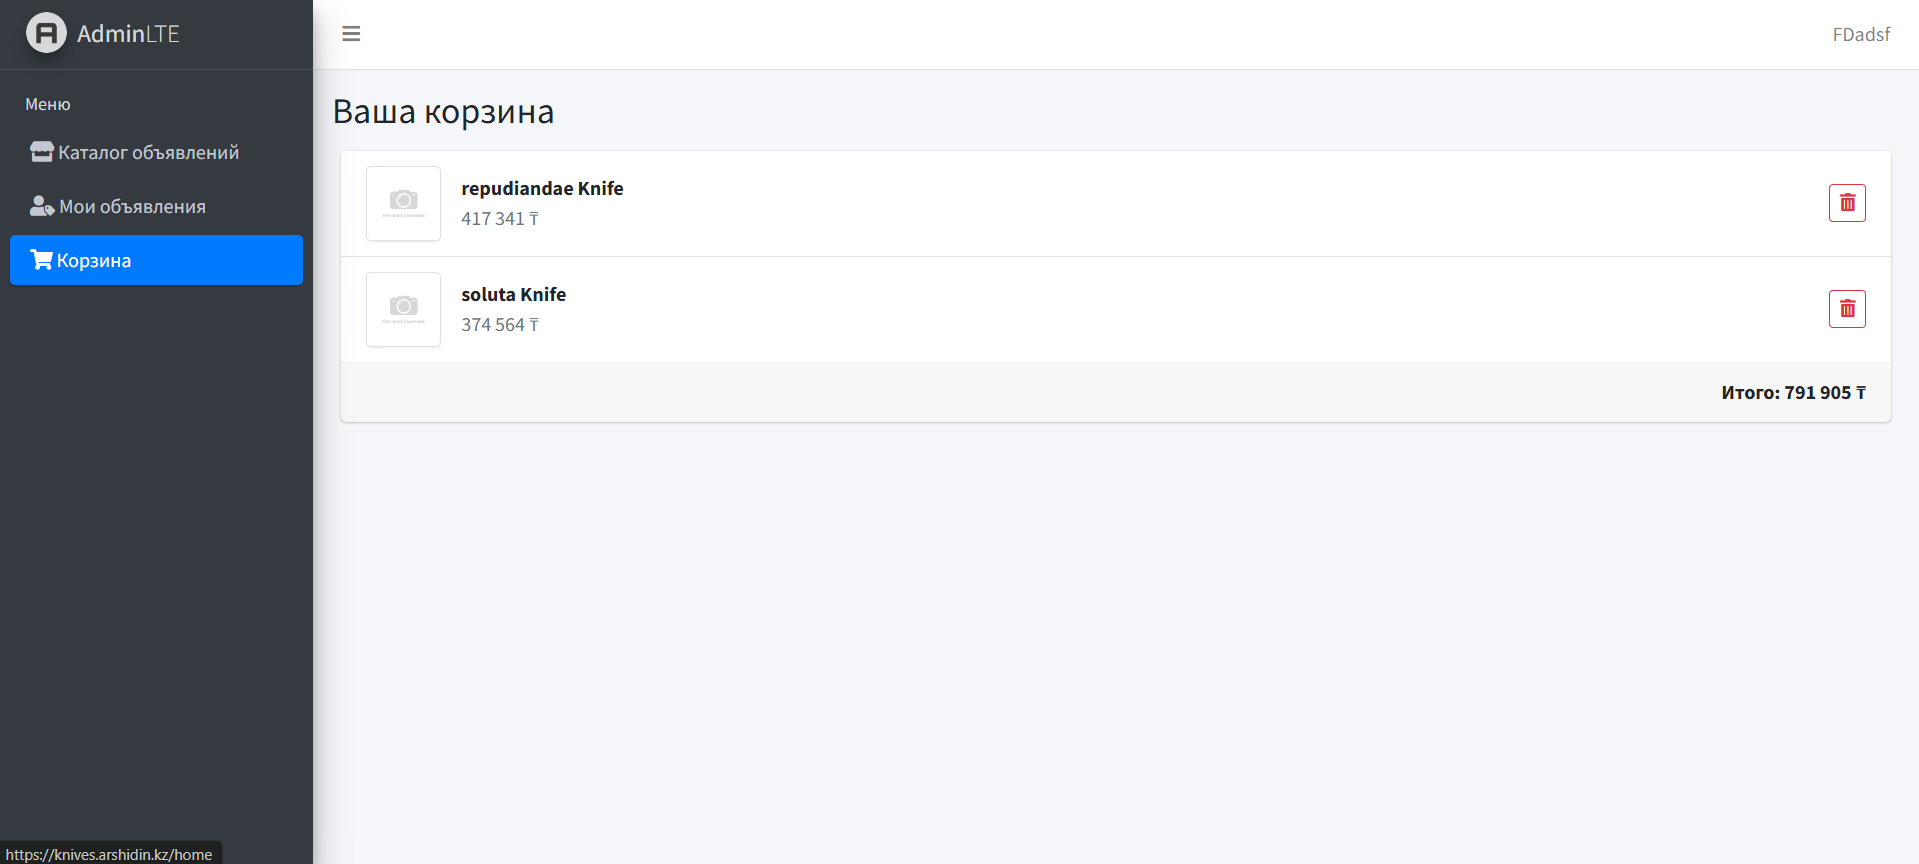 AdminLTE
FDadsf
Меню
Каталог объявлений
Мои объявления
Корзина
Ваша корзина
repudiandae Knife
417 341 ₸
soluta Knife
374 564 ₸
Итого: 791 905 ₸
https://knives.arshidin.kz/home